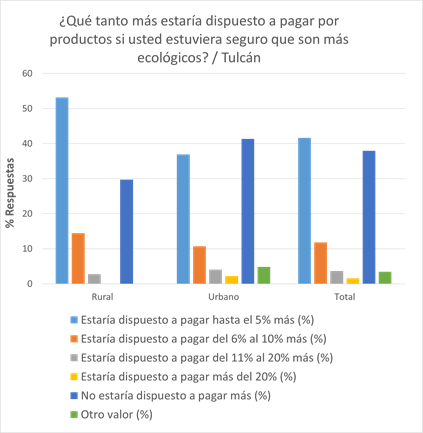 ¿Qué tanto más estaría dispuesto a pagar por
productos si usted estuviera seguro que son más
ecológicos? / Tulcán
% Respuestas
60
50
40
30
20
10
0
Rural
Urbano
Total
Estaría dispuesto a pagar hasta el 5% más (%)
Estaría dispuesto a pagar del 6% al 10% más (%)
Estaría dispuesto a pagar del 11% al 20% más (%)
Estaría dispuesto a pagar más del 20% (%)
No estaría dispuesto a pagar más (%)
Otro valor (%)